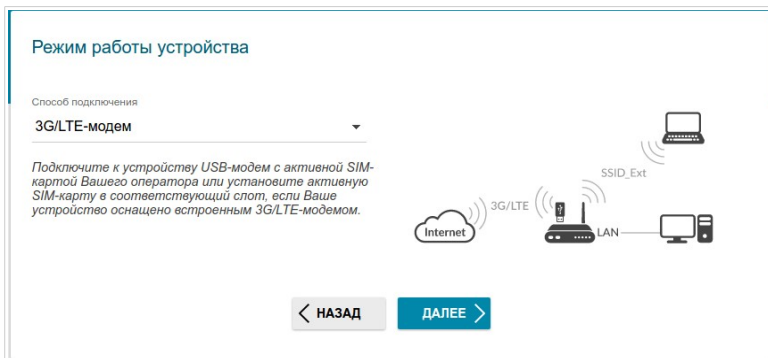 Режим работы устройства
Способ подключения
3G/LTE-модем
Подключите к устройству USB-модем с активной SIM-
картой Вашего оператора или установите активную
SIM-карту в соответствующий слот, если Ваше
устройство оснащено встроенным 3G/LTE-модемом.
SSID_Ext
3G/LTE
Internet
LAN
НАЗАД
ДАЛЕЕ